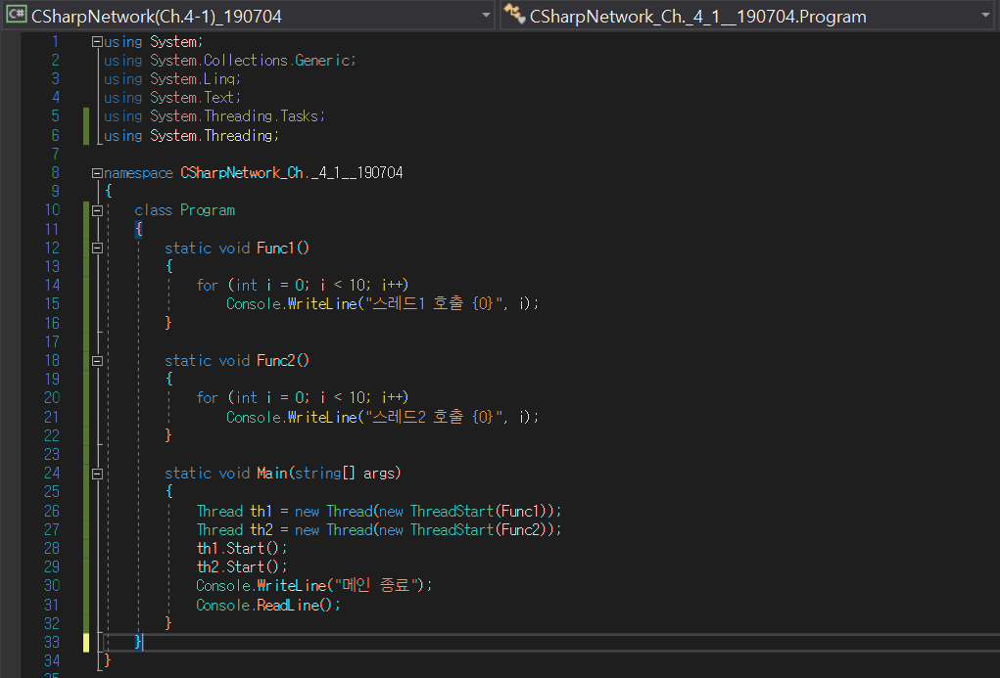 C# CSharpNetwork(Ch.4-1)_190704
CSharpNetwork_Ch._4_1__190704.Program
1 using System;
2 using System.Collections.Generic;
3 using System.Linq;
4 using System.Text;
5 using System.Threading.Tasks;
6 using System.Threading;
7
8 namespace CSharpNetwork_Ch._4_1__190704
9 {
10 class Program
11 {
12 static void Func1()
13 {
14 for (int i = 0; i < 10; i++)
15 Console.WriteLine("스레드1 호출 {0}", i);
16 }
17
18 static void Func2()
19 {
20 for (int i = 0; i < 10; i++)
21 Console.WriteLine("스레드2 호출 {0}", i);
22 }
23
24 static void Main(string[] args)
25 {
26 Thread th1 = new Thread(new ThreadStart(Func1));
27 Thread th2 = new Thread(new ThreadStart(Func2));
28 th1.Start();
29 th2.Start();
30 Console.WriteLine("메인 종료");
31 Console.ReadLine();
32 }
33 }
34 }